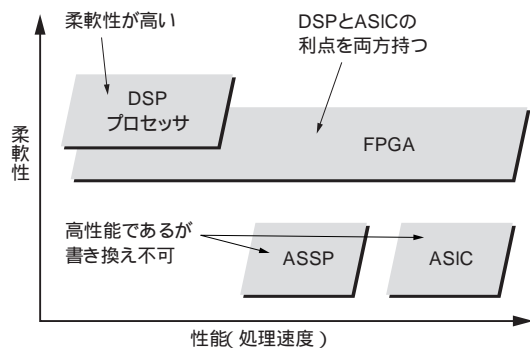 柔軟性が高い
DSPとASICの
利点を両方持つ
DSP
プロセッサ
FPGA
柔軟性
高性能であるが
書き換え不可
ASSP
ASIC
性能(処理速度)